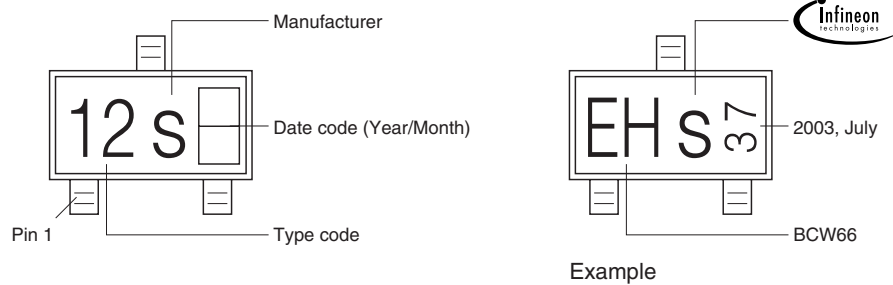 Manufacturer
12 s
Date code (Year/Month)
Pin 1
Type code
Infineon
technologies
EH s 37
2003, July
BCW66
Example